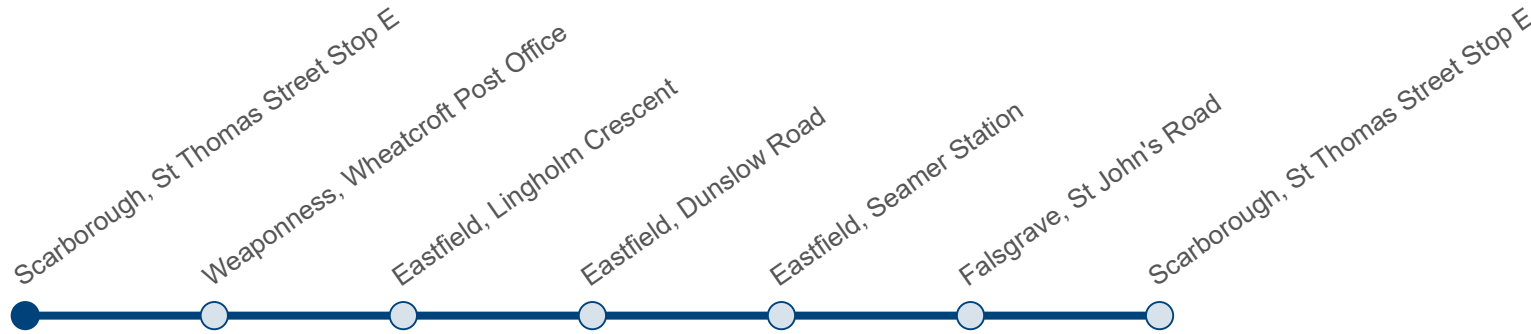 Scarborough, St Thomas Street Stop E
Weaponness, Wheatcroft Post Office
Eastfield, Lingholm Crescent
Eastfield, Dunslow Road
Eastfield, Seamer Station
Falsgrave, St John's Road
Scarborough, St Thomas Street Stop E